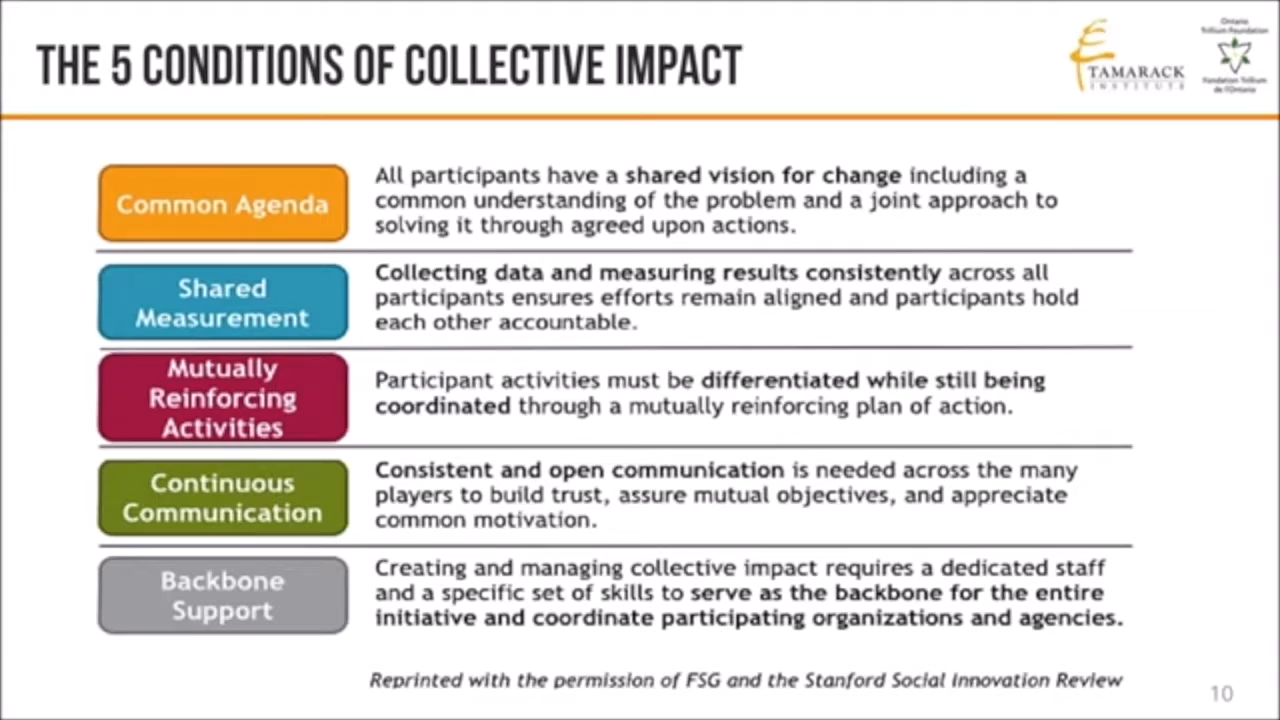 THE 5 CONDITIONS OF COLLECTIVE IMPACT
TAMARACK
INSTITUTE
Ontario
Trillium Foundation
Fondation Trillium
de l'Ontario
Common Agenda
All participants have a shared vision for change including a
common understanding of the problem and a joint approach to
solving it through agreed upon actions.
Shared
Measurement
Collecting data and measuring results consistently across all
participants ensures efforts remain aligned and participants hold
each other accountable.
Mutually
Reinforcing
Activities
Participant activities must be differentiated while still being
coordinated through a mutually reinforcing plan of action.
Continuous
Communication
Consistent and open communication is needed across the many
players to build trust, assure mutual objectives, and appreciate
common motivation.
Backbone
Support
Creating and managing collective impact requires a dedicated staff
and a specific set of skills to serve as the backbone for the entire
initiative and coordinate participating organizations and agencies.
Reprinted with the permission of FSG and the Stanford Social Innovation Review
10